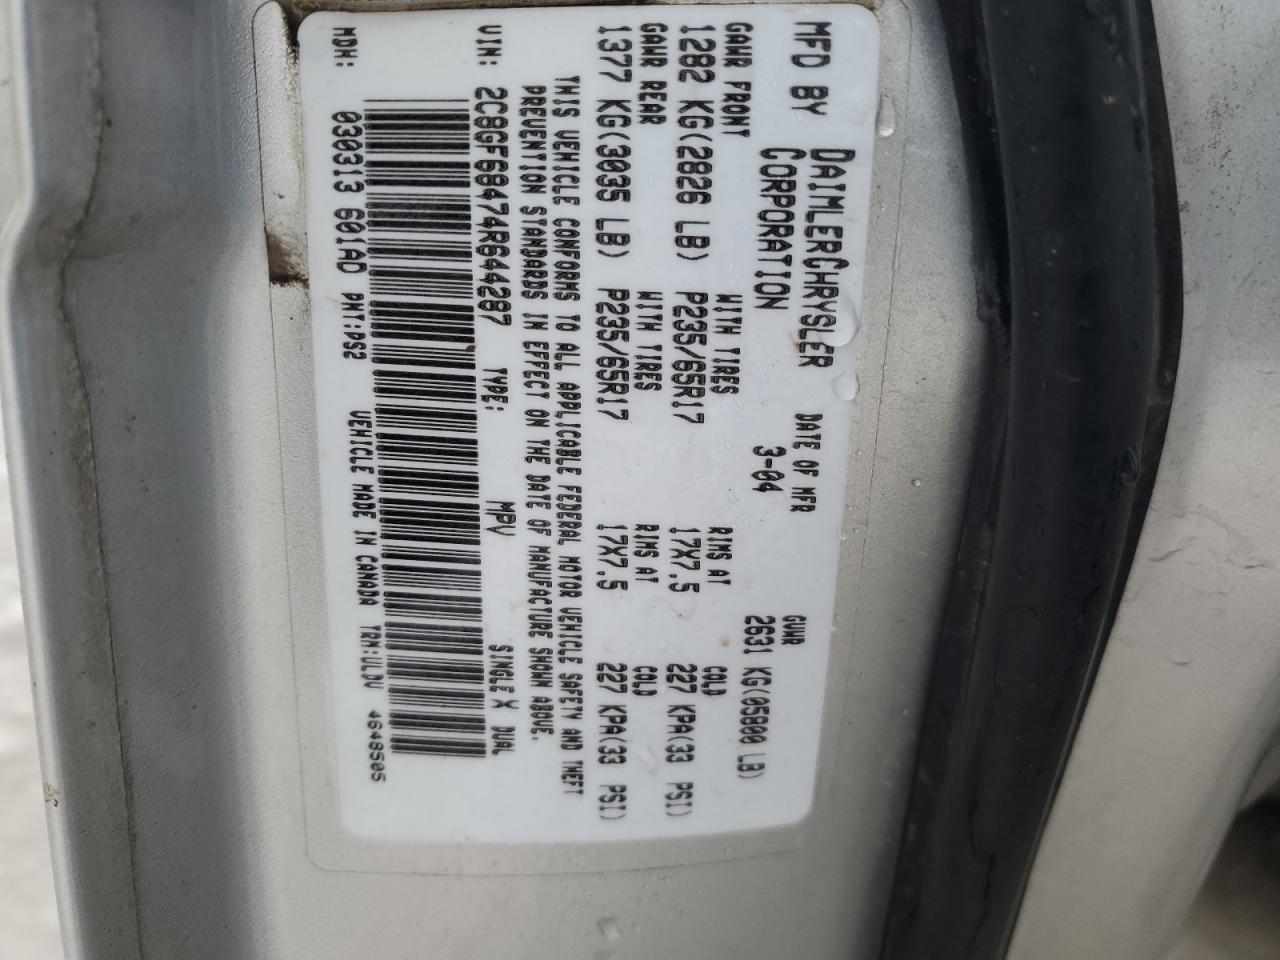 MFD BY DAIMLERCHRYSLER CORPORATION DATE OF MFR 3-04 GVWR 2631 KG(05800 LB)
GAWR FRONT WITH TIRES RIMS AT COLD
1282 KG(2826 LB) P235/65R17 17X7.5 227 KPA(33 PSI)
GAWR REAR WITH TIRES RIMS AT COLD
1377 KG(3035 LB) P235/65R17 17X7.5 227 KPA(33 PSI)
THIS VEHICLE CONFORMS TO ALL APPLICABLE FEDERAL MOTOR VEHICLE SAFETY AND THEFT
PREVENTION STANDARDS IN EFFECT ON THE DATE OF MANUFACTURE SHOWN ABOVE.
VIN: 2C8GF68474R644287 TYPE: MPV SINGLE X DUAL
MDH: 030313 601AD PNT:PS2 VEHICLE MADE IN CANADA TRM:ULDV 4648505